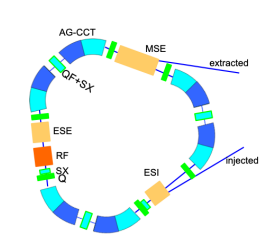 AG-CCT
MSE
extracted
QF+SX
ESE
RF
SX
Q
ESI
injected